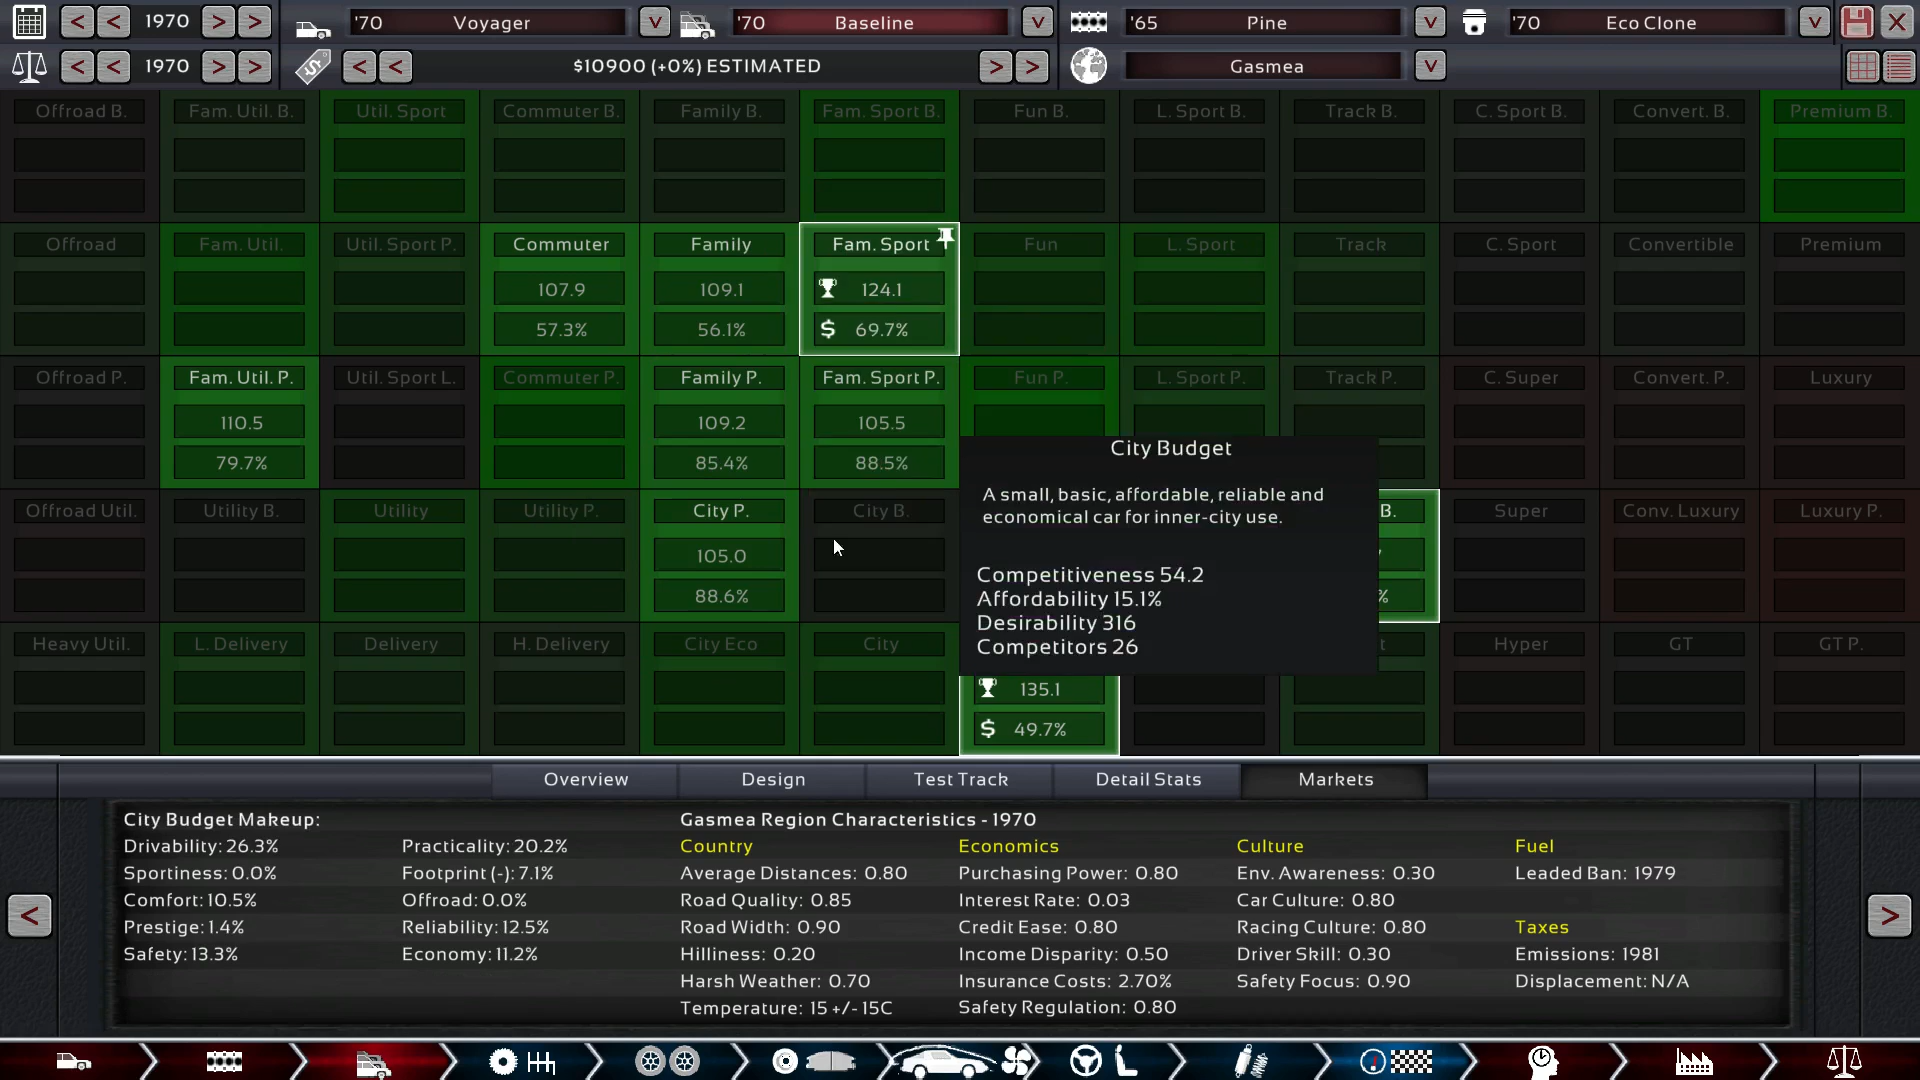 1970 '70 Voyager '70 Baseline '65 Pine '70 Eco Clone
1970 $10900 (+0%) ESTIMATED Gasmea
Offroad B. Fam. Util. B. Util. Sport Commuter B. Family B. Fam. Sport B. Fun B. L. Sport B. Track B. C. Sport B. Convert. B. Premium B.
Offroad Fam. Util. Util. Sport P. Commuter Family Fam. Sport Fun L. Sport Track C. Sport Convertible Premium
107.9 109.1 124.1
57.3% 56.1% $ 69.7%
Offroad P. Fam. Util. P. Util. Sport L. Commuter P. Family P. Fam. Sport P. Fun P. L. Sport P. Track P. C. Super Convert. P. Luxury
110.5 109.2 105.5
79.7% 85.4% 88.5%
Offroad Util. Utility B. Utility Utility P. City P. City B. B. Super Conv. Luxury Luxury P.
105.0
88.6% %
Heavy Util. L. Delivery Delivery H. Delivery City Eco City Hyper GT GT P.
135.1
$ 49.7%
City Budget
A small, basic, affordable, reliable and
economical car for inner-city use.
Competitiveness 54.2
Affordability 15.1%
Desirability 316
Competitors 26
Overview Design Test Track Detail Stats Markets
City Budget Makeup:
Drivability: 26.3% Practicality: 20.2%
Sportiness: 0.0% Footprint (-): 7.1%
Comfort: 10.5% Offroad: 0.0%
Prestige: 1.4% Reliability: 12.5%
Safety: 13.3% Economy: 11.2%
Gasmea Region Characteristics - 1970
Country Economics Culture Fuel
Average Distances: 0.80 Purchasing Power: 0.80 Env. Awareness: 0.30 Leaded Ban: 1979
Road Quality: 0.85 Interest Rate: 0.03 Car Culture: 0.80
Road Width: 0.90 Credit Ease: 0.80 Racing Culture: 0.80 Taxes
Hilliness: 0.20 Income Disparity: 0.50 Driver Skill: 0.30 Emissions: 1981
Harsh Weather: 0.70 Insurance Costs: 2.70% Safety Focus: 0.90 Displacement: N/A
Temperature: 15 +/- 15C Safety Regulation: 0.80